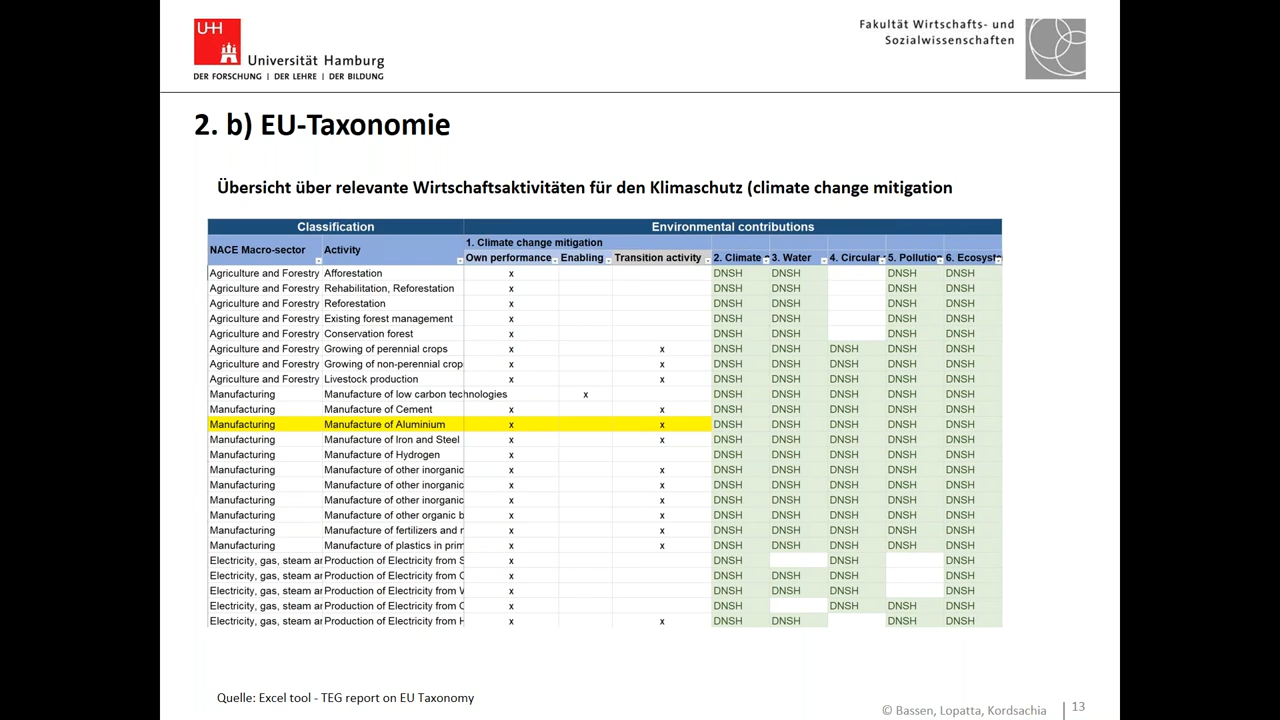 UHH
Universität Hamburg
DER FORSCHUNG | DER LEHRE | DER BILDUNG
Fakultät Wirtschafts- und
Sozialwissenschaften
2. b) EU-Taxonomie
Übersicht über relevante Wirtschaftsaktivitäten für den Klimaschutz (climate change mitigation
Classification Environmental contributions
1. Climate change mitigation
NACE Macro-sector Activity
Own performance Enabling Transition activity 2. Climate 3. Water 4. Circular 5. Pollution 6. Ecosyst
Agriculture and Forestry Afforestation x DNSH DNSH DNSH DNSH
Agriculture and Forestry Rehabilitation, Reforestation x DNSH DNSH DNSH DNSH
Agriculture and Forestry Reforestation x DNSH DNSH DNSH DNSH
Agriculture and Forestry Existing forest management x DNSH DNSH DNSH DNSH
Agriculture and Forestry Conservation forest x DNSH DNSH DNSH DNSH
Agriculture and Forestry Growing of perennial crops x x DNSH DNSH DNSH DNSH DNSH
Agriculture and Forestry Growing of non-perennial crop x x DNSH DNSH DNSH DNSH DNSH
Agriculture and Forestry Livestock production x x DNSH DNSH DNSH DNSH DNSH
Manufacturing Manufacture of low carbon technologies x DNSH DNSH DNSH DNSH DNSH
Manufacturing Manufacture of Cement x x DNSH DNSH DNSH DNSH DNSH
Manufacturing Manufacture of Aluminium x x DNSH DNSH DNSH DNSH DNSH
Manufacturing Manufacture of Iron and Steel x x DNSH DNSH DNSH DNSH DNSH
Manufacturing Manufacture of Hydrogen x DNSH DNSH DNSH DNSH DNSH
Manufacturing Manufacture of other inorganic x x DNSH DNSH DNSH DNSH DNSH
Manufacturing Manufacture of other inorganic x x DNSH DNSH DNSH DNSH DNSH
Manufacturing Manufacture of other inorganic x x DNSH DNSH DNSH DNSH DNSH
Manufacturing Manufacture of other organic b x x DNSH DNSH DNSH DNSH DNSH
Manufacturing Manufacture of fertilizers and r x x DNSH DNSH DNSH DNSH DNSH
Manufacturing Manufacture of plastics in prim x x DNSH DNSH DNSH DNSH DNSH
Electricity, gas, steam ar Production of Electricity from S x DNSH DNSH DNSH
Electricity, gas, steam ar Production of Electricity from C x DNSH DNSH DNSH DNSH
Electricity, gas, steam ar Production of Electricity from W x DNSH DNSH DNSH DNSH
Electricity, gas, steam ar Production of Electricity from C x DNSH DNSH DNSH DNSH
Electricity, gas, steam ar Production of Electricity from H x x DNSH DNSH DNSH DNSH
Quelle: Excel tool - TEG report on EU Taxonomy
© Bassen, Lopatta, Kordsachia 13